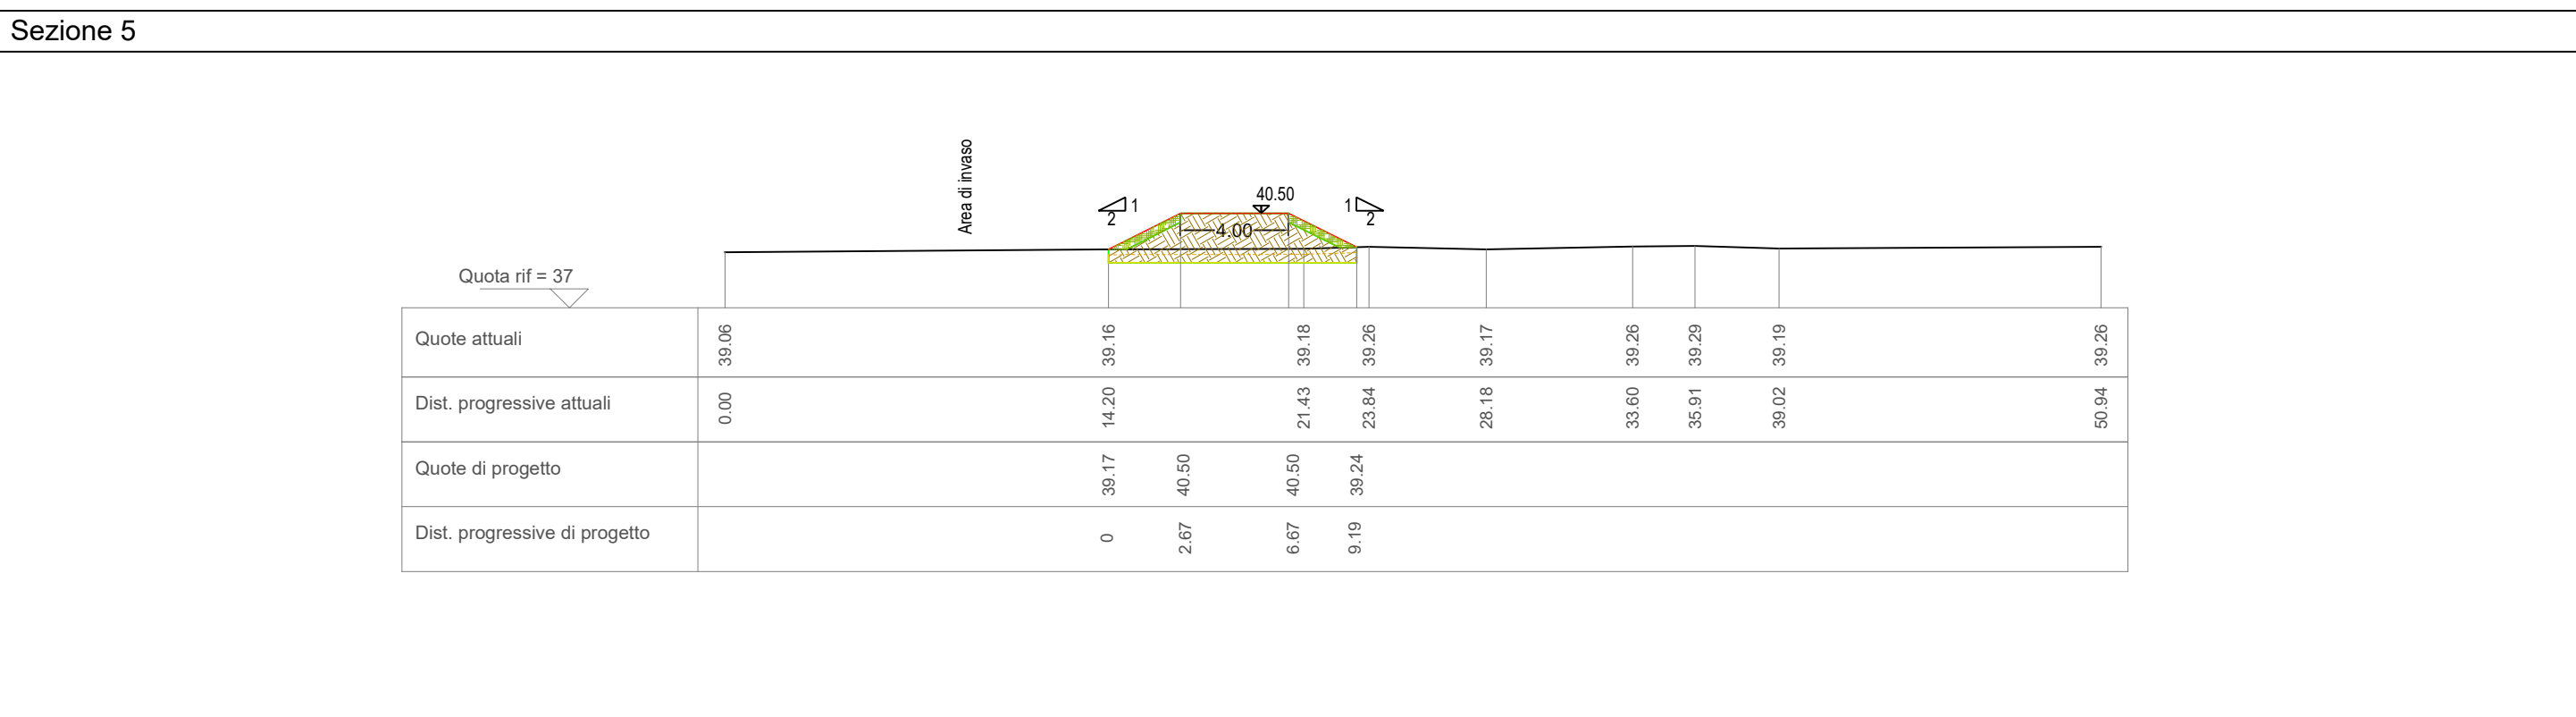 Sezione 5
Area di invaso
1
2
40.50
1
2
4.00
Quota rif = 37
Quote attuali 39.06 39.16 39.18 39.26 39.17 39.26 39.29 39.19 39.26
Dist. progressive attuali 0.00 14.20 21.43 23.84 28.18 33.60 35.91 39.02 50.94
Quote di progetto 39.17 40.50 40.50 39.24
Dist. progressive di progetto 0 2.67 6.67 9.19